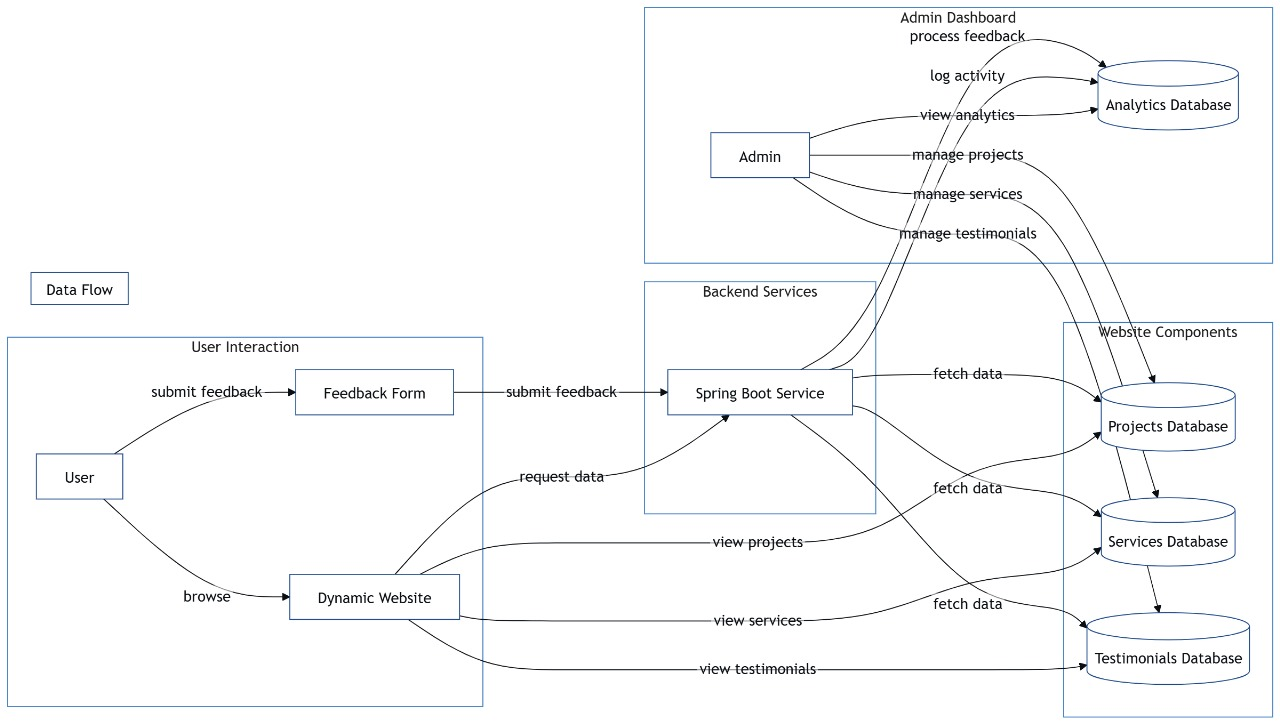 Admin Dashboard
process feedback
log activity
Analytics Database
view analytics
Admin
manage projects
manage services
manage testimonials
Data Flow
Backend Services
Website Components
User Interaction
submit feedback
Feedback Form
submit feedback
Spring Boot Service
fetch data
Projects Database
User
request data
fetch data
view projects
Services Database
browse
Dynamic Website
fetch data
view services
Testimonials Database
view testimonials